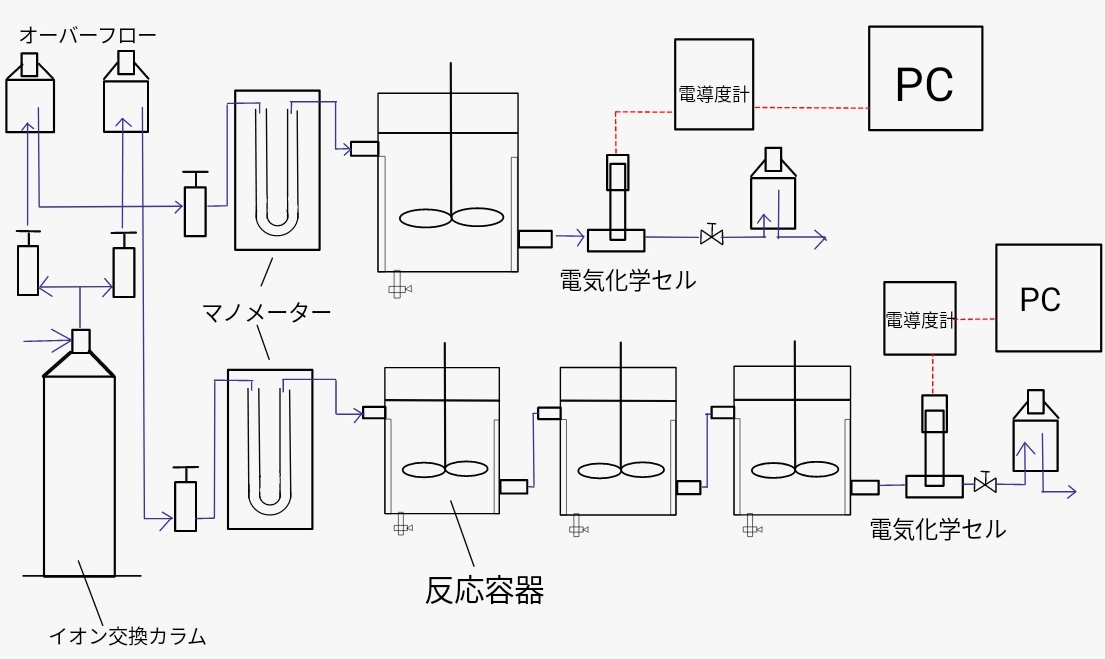 オーバーフロー
電導度計
PC
電気化学セル
マノメーター
電導度計
PC
電気化学セル
反応容器
イオン交換カラム